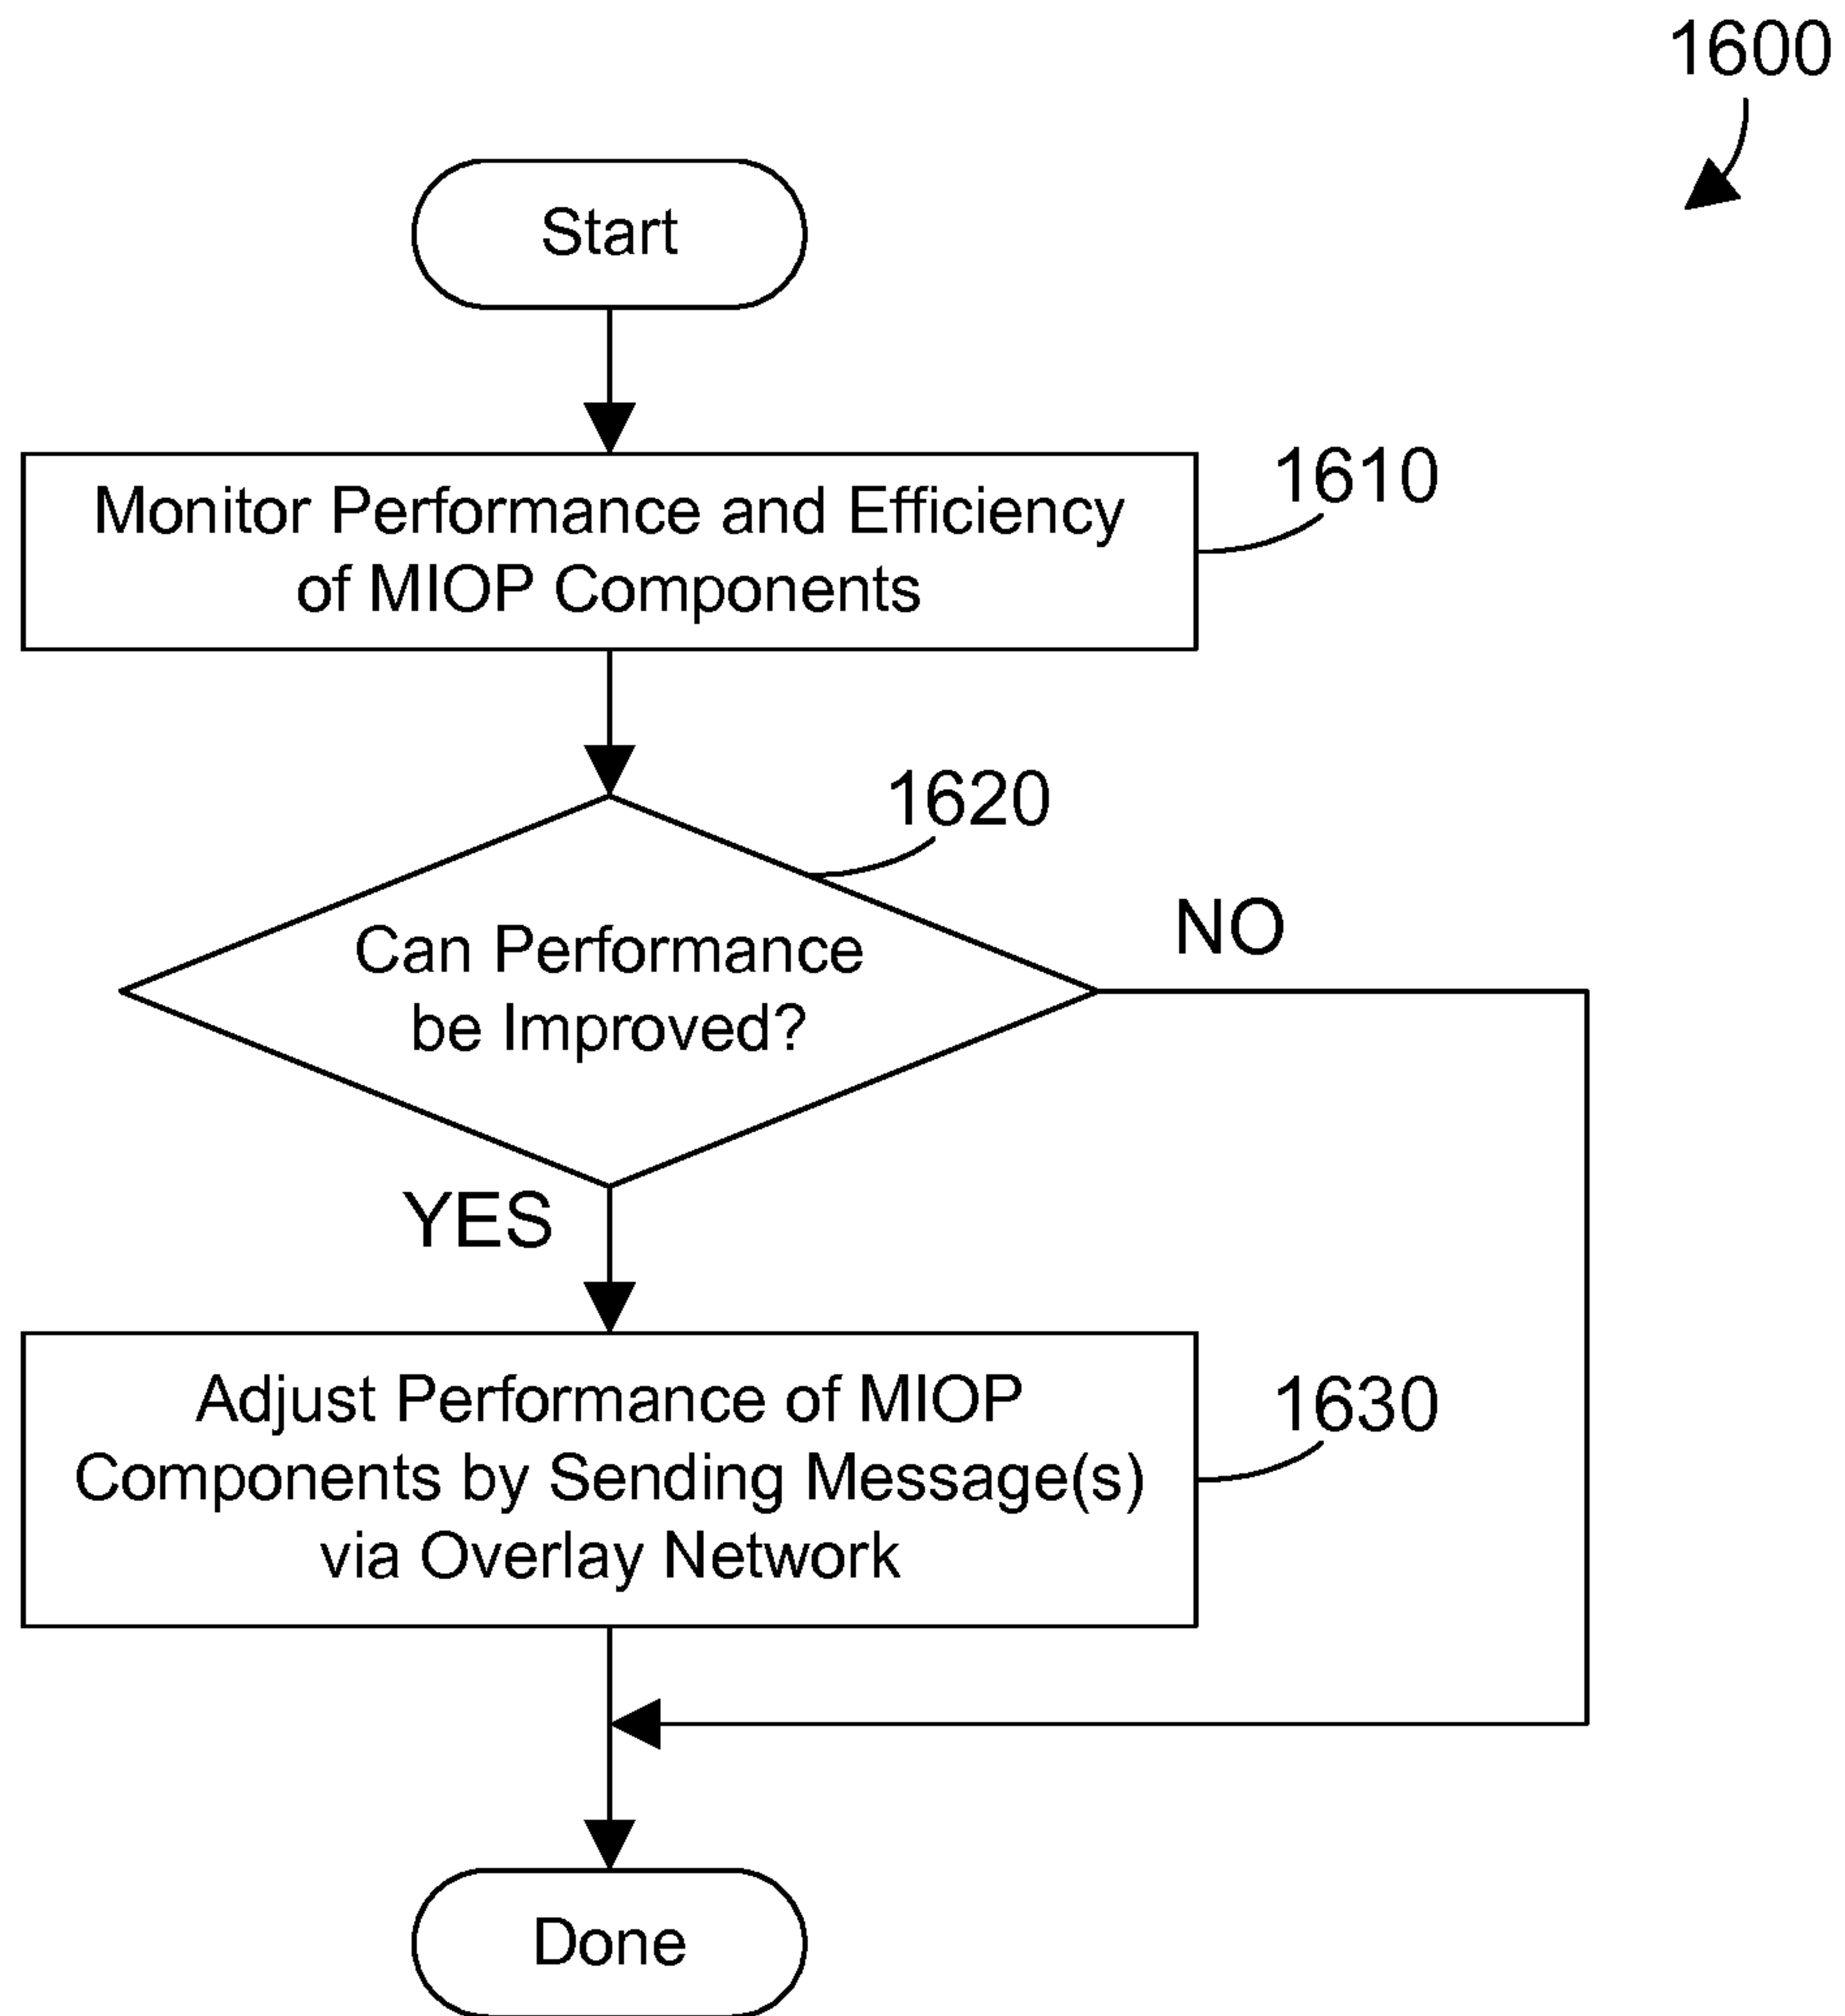 1600
Start
Monitor Performance and Efficiency
of MIOP Components
1610
1620
Can Performance
be Improved?
NO
YES
Adjust Performance of MIOP
Components by Sending Message(s)
via Overlay Network
1630
Done